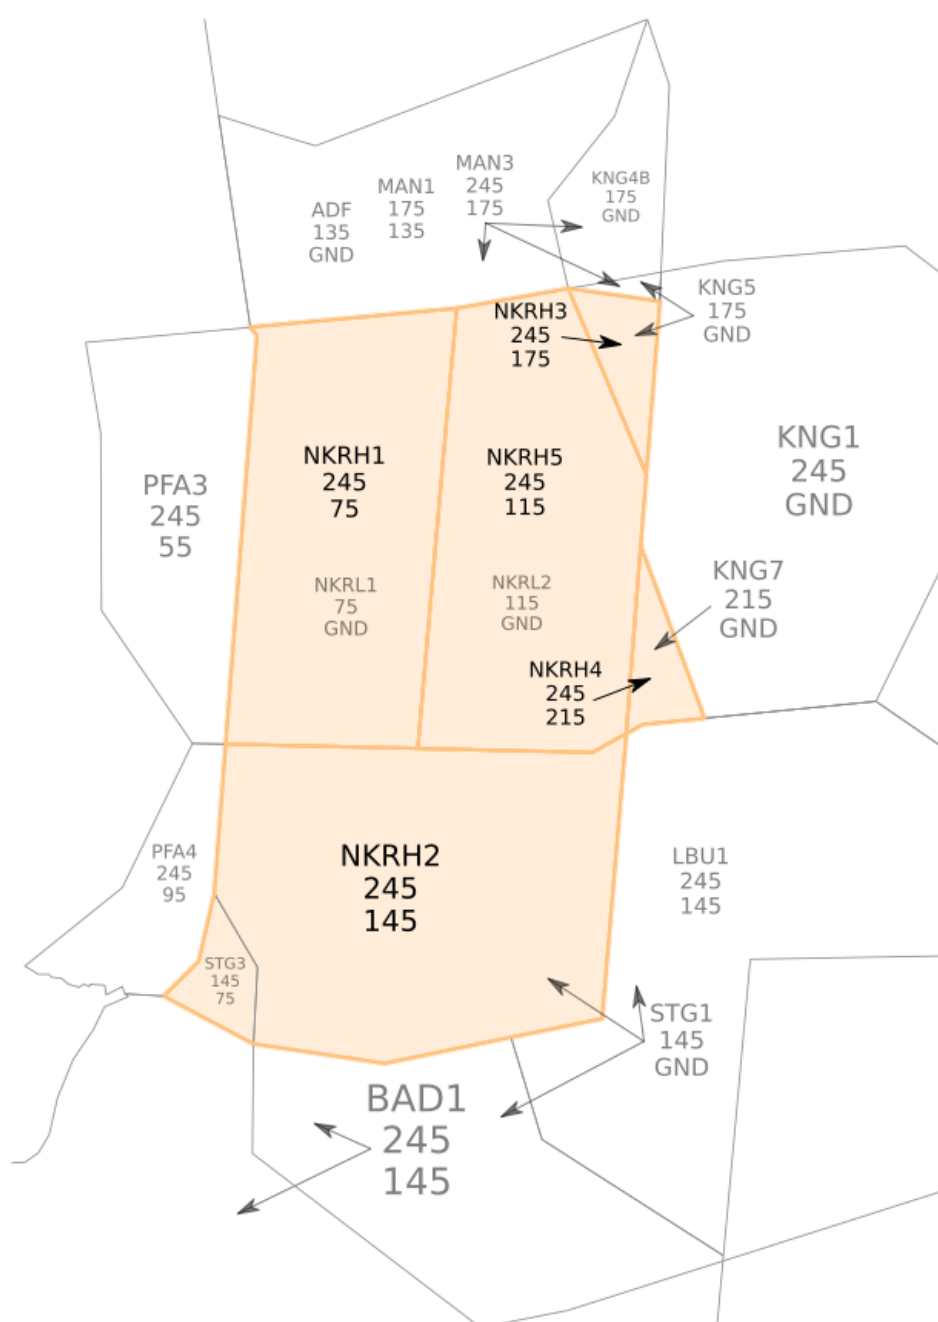 MAN3
245
175
MAN1
175
135
ADF
135
GND
KNG4B
175
GND
KNG5
175
GND
NKRH3
245
175
KNG1
245
GND
NKRH1
245
75
NKRH5
245
115
PFA3
245
55
NKRL1
75
GND
NKRL2
115
GND
KNG7
215
GND
NKRH4
245
215
NKRH2
245
145
PFA4
245
95
LBU1
245
145
STG3
145
75
STG1
145
GND
BAD1
245
145